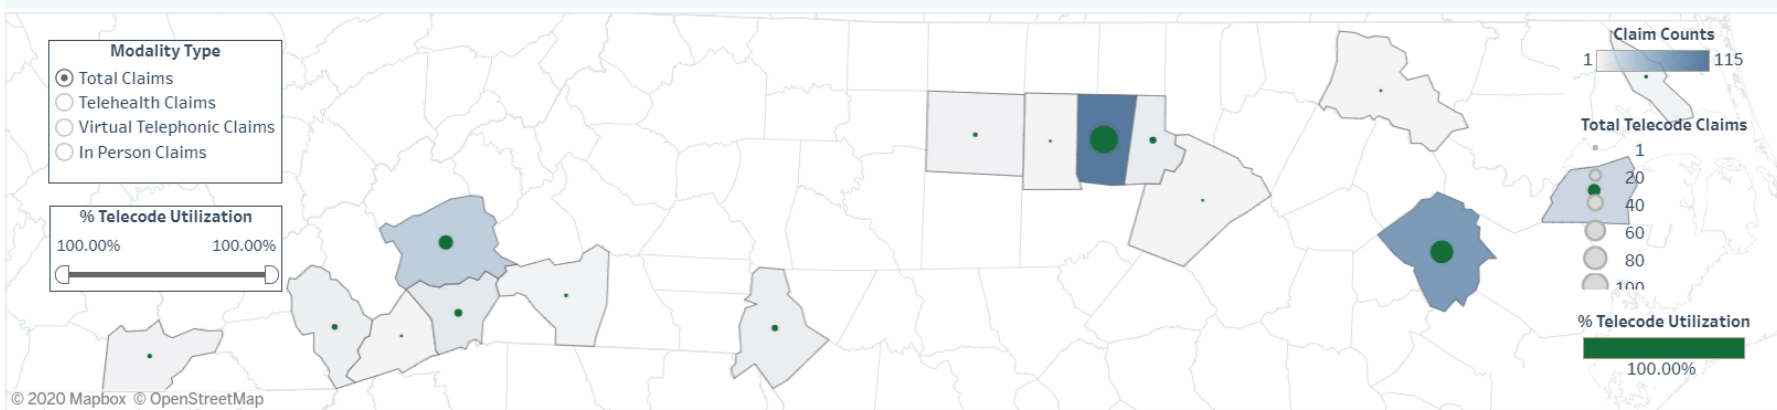 Modality Type
Total Claims
Telehealth Claims
Virtual Telephonic Claims
In Person Claims
% Telecode Utilization
100.00% 100.00%
Claim Counts
1 115
Total Telecode Claims
1
20
40
60
80
100
% Telecode Utilization
100.00%
© 2020 Mapbox © OpenStreetMap